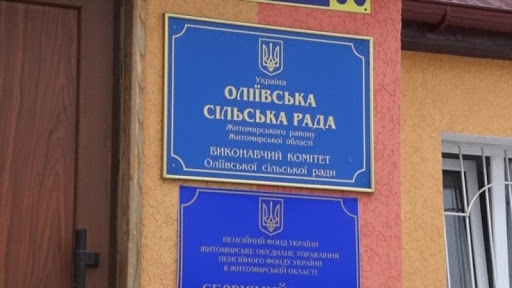 Україна
ОЛІЇВСЬКА
СІЛЬСЬКА РАДА
Житомирського району
Житомирської області
ВИКОНАВЧИЙ КОМІТЕТ
Оліївської сільської ради
ПЕНСІЙНИЙ ФОНД УКРАЇНИ
ЖИТОМИРСЬКЕ ОБ'ЄДНАНЕ УПРАВЛІННЯ
ПЕНСІЙНОГО ФОНДУ УКРАЇНИ
В ЖИТОМИРСЬКІЙ ОБЛАСТІ